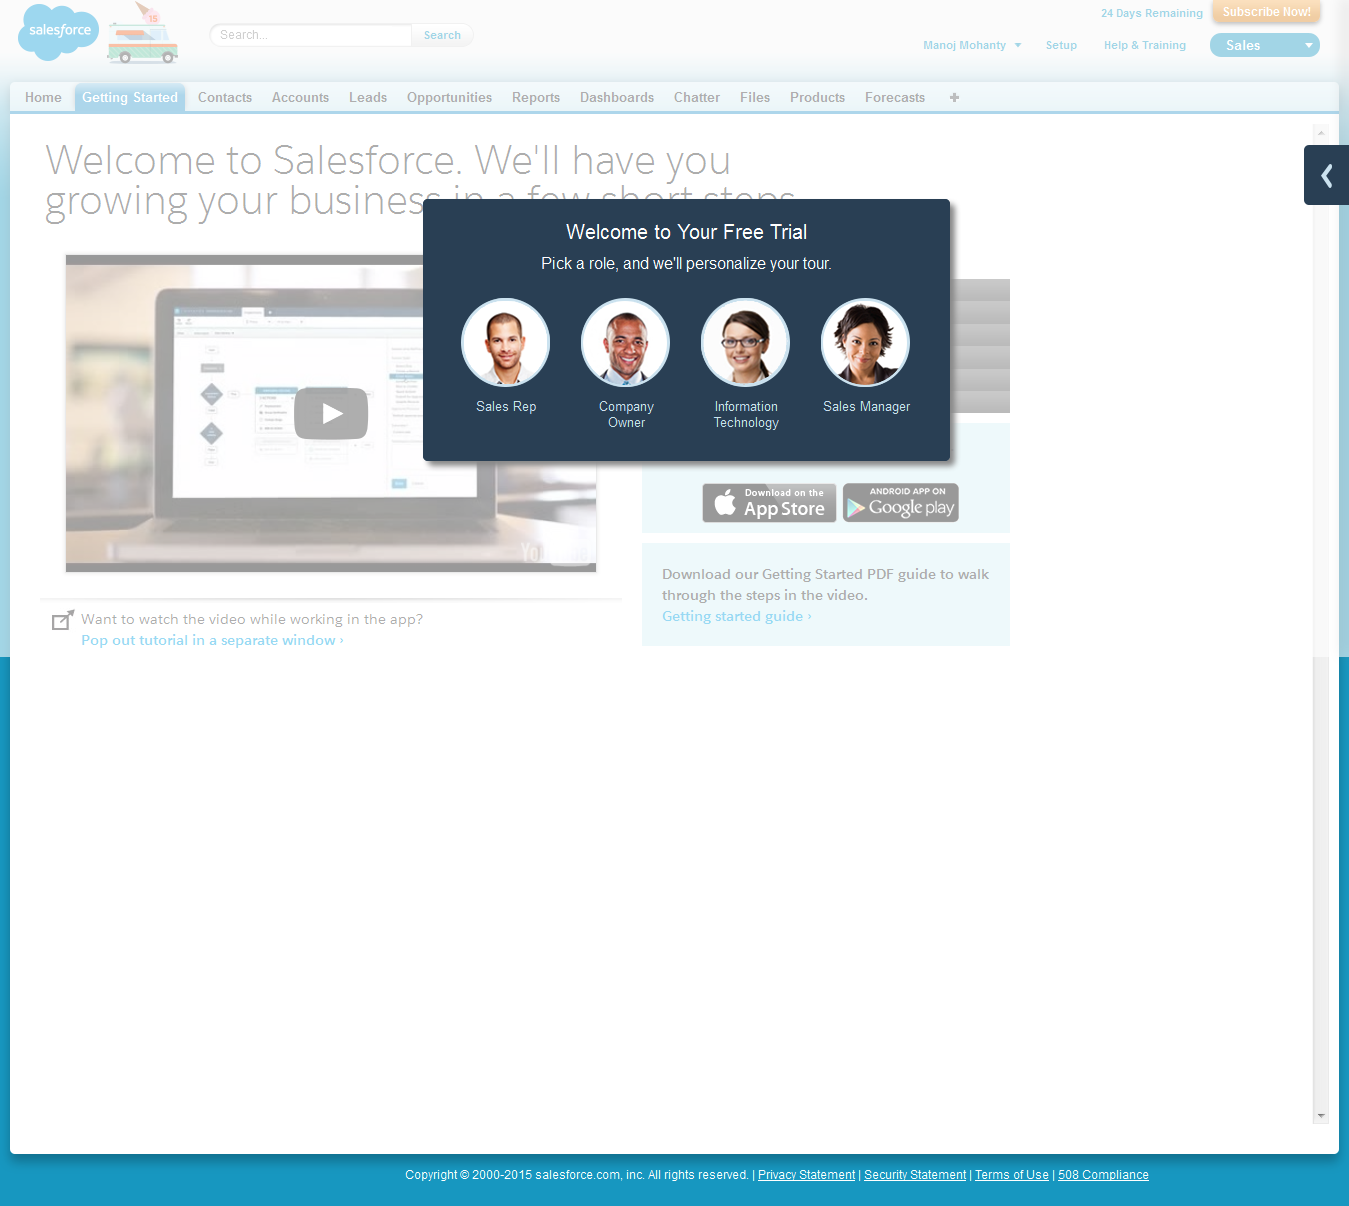 salesforce
15
Search...
Search
24 Days Remaining
Subscribe Now!
Manoj Mohanty
Setup
Help & Training
Sales
Home
Getting Started
Contacts
Accounts
Leads
Opportunities
Reports
Dashboards
Chatter
Files
Products
Forecasts
+
Welcome to Salesforce. We'll have you
growing your business in a few short steps
Welcome to Your Free Trial
Pick a role, and we'll personalize your tour.
Sales Rep
Company
Owner
Information
Technology
Sales Manager
Download on the
App Store
ANDROID APP ON
Google play
Download our Getting Started PDF guide to walk
through the steps in the video.
Getting started guide ›
Want to watch the video while working in the app?
Pop out tutorial in a separate window ›
Copyright © 2000-2015 salesforce.com, inc. All rights reserved. | Privacy Statement | Security Statement | Terms of Use | 508 Compliance